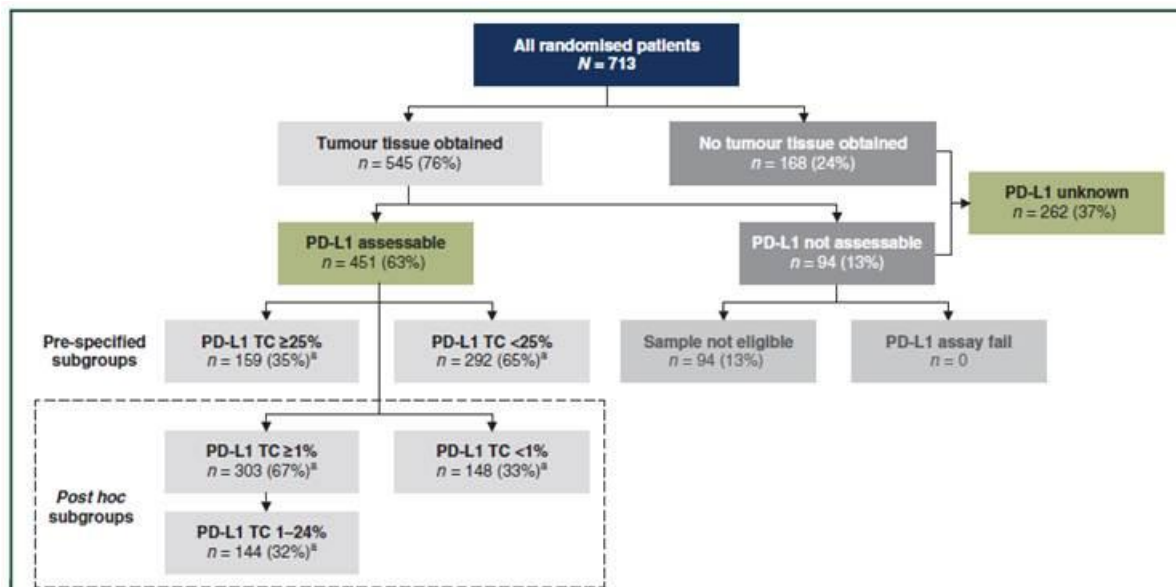 All randomised patients
N = 713
Tumour tissue obtained
n = 545 (76%)
No tumour tissue obtained
n = 168 (24%)
PD-L1 unknown
n = 262 (37%)
PD-L1 assessable
n = 451 (63%)
PD-L1 not assessable
n = 94 (13%)
Pre-specified
subgroups
PD-L1 TC ≥25%
n = 159 (35%)ª
PD-L1 TC <25%
n = 292 (65%)ª
Sample not eligible
n = 94 (13%)
PD-L1 assay fail
n = 0
Post hoc
subgroups
PD-L1 TC ≥1%
n = 303 (67%)ª
PD-L1 TC <1%
n = 148 (33%)ª
PD-L1 TC 1–24%
n = 144 (32%)ª